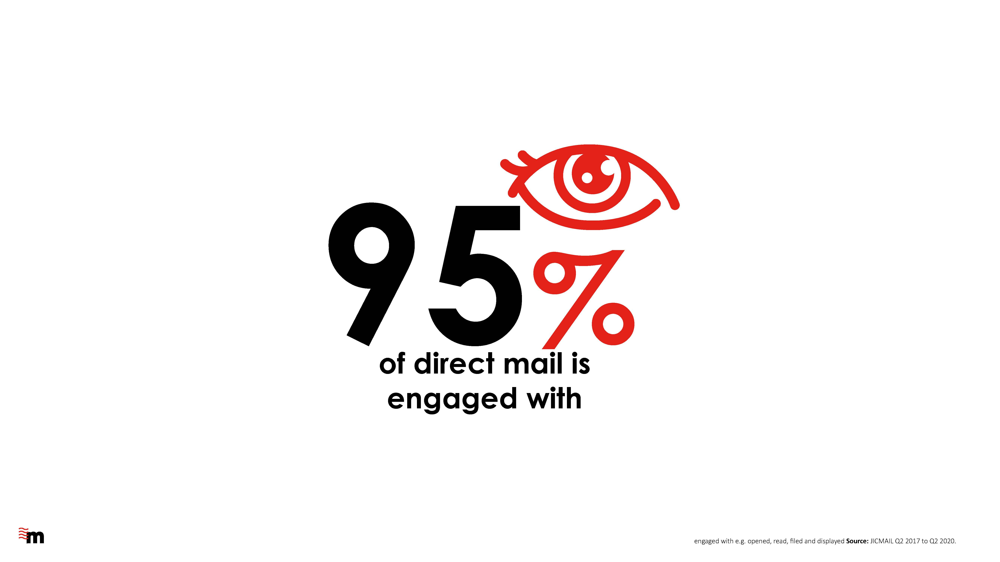 95%
of direct mail is
engaged with
m
engaged with e.g. opened, read, filed and displayed Source: JICMAIL Q2 2017 to Q2 2020.